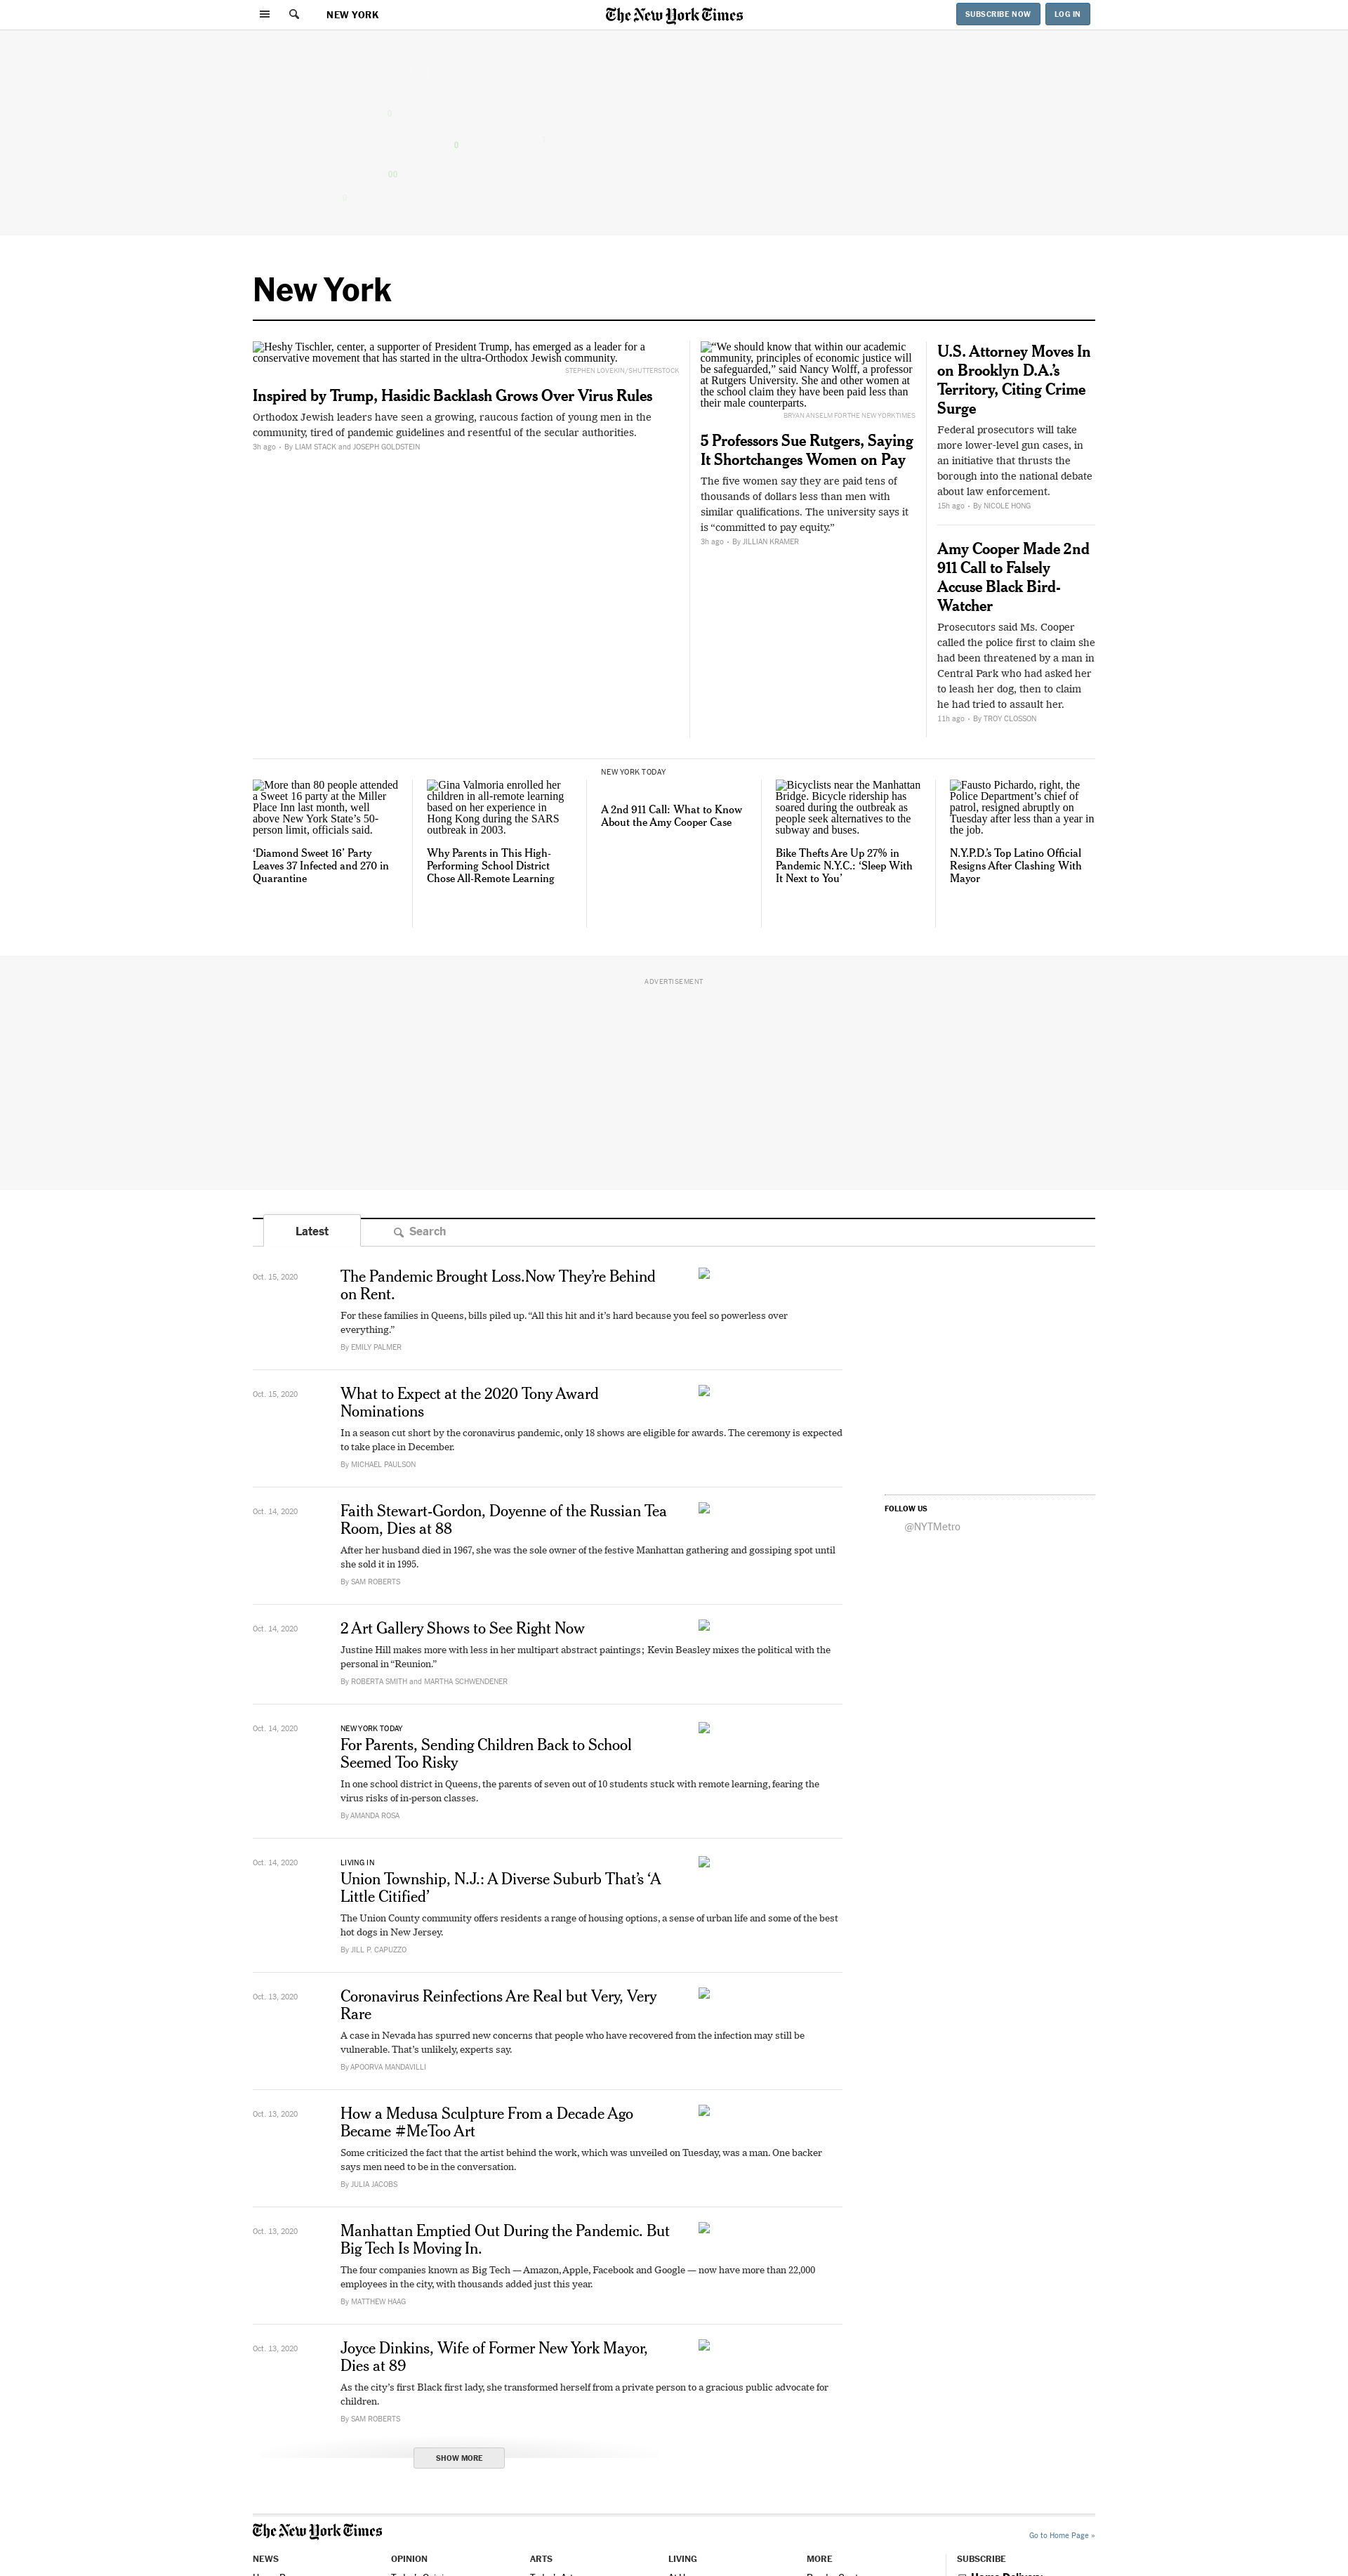 NEW YORK
The New York Times
SUBSCRIBE NOW
LOG IN
0
00
New York
Heshy Tischler, center, a supporter of President Trump, has emerged as a leader for a
conservative movement that has started in the ultra-Orthodox Jewish community.
STEPHEN LOVEKIN/SHUTTERSTOCK
Inspired by Trump, Hasidic Backlash Grows Over Virus Rules
Orthodox Jewish leaders have seen a growing, raucous faction of young men in the
community, tired of pandemic guidelines and resentful of the secular authorities.
3h ago • By LIAM STACK and JOSEPH GOLDSTEIN
“We should know that within our academic
community, principles of economic justice will
be safeguarded,” said Nancy Wolff, a professor
at Rutgers University. She and other women at
the school claim they have been paid less than
their male counterparts.
BRYAN ANSELM FOR THE NEW YORK TIMES
5 Professors Sue Rutgers, Saying
It Shortchanges Women on Pay
The five women say they are paid tens of
thousands of dollars less than men with
similar qualifications. The university says it
is “committed to pay equity.”
3h ago • By JILLIAN KRAMER
U.S. Attorney Moves In
on Brooklyn D.A.’s
Territory, Citing Crime
Surge
Federal prosecutors will take
more lower-level gun cases, in
an initiative that thrusts the
borough into the national debate
about law enforcement.
15h ago • By NICOLE HONG
Amy Cooper Made 2nd
911 Call to Falsely
Accuse Black Bird-
Watcher
Prosecutors said Ms. Cooper
called the police first to claim she
had been threatened by a man in
Central Park who had asked her
to leash her dog, then to claim
he had tried to assault her.
11h ago • By TROY CLOSSON
More than 80 people attended
a Sweet 16 party at the Miller
Place Inn last month, well
above New York State’s 50-
person limit, officials said.
‘Diamond Sweet 16’ Party
Leaves 37 Infected and 270 in
Quarantine
Gina Valmoria enrolled her
children in all-remote learning
based on her experience in
Hong Kong during the SARS
outbreak in 2003.
Why Parents in This High-
Performing School District
Chose All-Remote Learning
NEW YORK TODAY
A 2nd 911 Call: What to Know
About the Amy Cooper Case
Bicyclists near the Manhattan
Bridge. Bicycle ridership has
soared during the outbreak as
people seek alternatives to the
subway and buses.
Bike Thefts Are Up 27% in
Pandemic N.Y.C.: ‘Sleep With
It Next to You’
Fausto Pichardo, right, the
Police Department’s chief of
patrol, resigned abruptly on
Tuesday after less than a year in
the job.
N.Y.P.D.’s Top Latino Official
Resigns After Clashing With
Mayor
ADVERTISEMENT
Latest
Search
Oct. 15, 2020
The Pandemic Brought Loss.Now They’re Behind
on Rent.
For these families in Queens, bills piled up. “All this hit and it’s hard because you feel so powerless over
everything.”
By EMILY PALMER
Oct. 15, 2020
What to Expect at the 2020 Tony Award
Nominations
In a season cut short by the coronavirus pandemic, only 18 shows are eligible for awards. The ceremony is expected
to take place in December.
By MICHAEL PAULSON
FOLLOW US
@NYTMetro
Oct. 14, 2020
Faith Stewart-Gordon, Doyenne of the Russian Tea
Room, Dies at 88
After her husband died in 1967, she was the sole owner of the festive Manhattan gathering and gossiping spot until
she sold it in 1995.
By SAM ROBERTS
Oct. 14, 2020
2 Art Gallery Shows to See Right Now
Justine Hill makes more with less in her multipart abstract paintings; Kevin Beasley mixes the political with the
personal in “Reunion.”
By ROBERTA SMITH and MARTHA SCHWENDENER
Oct. 14, 2020
NEW YORK TODAY
For Parents, Sending Children Back to School
Seemed Too Risky
In one school district in Queens, the parents of seven out of 10 students stuck with remote learning, fearing the
virus risks of in-person classes.
By AMANDA ROSA
Oct. 14, 2020
LIVING IN
Union Township, N.J.: A Diverse Suburb That’s ‘A
Little Citified’
The Union County community offers residents a range of housing options, a sense of urban life and some of the best
hot dogs in New Jersey.
By JILL P. CAPUZZO
Oct. 13, 2020
Coronavirus Reinfections Are Real but Very, Very
Rare
A case in Nevada has spurred new concerns that people who have recovered from the infection may still be
vulnerable. That’s unlikely, experts say.
By APOORVA MANDAVILLI
Oct. 13, 2020
How a Medusa Sculpture From a Decade Ago
Became #MeToo Art
Some criticized the fact that the artist behind the work, which was unveiled on Tuesday, was a man. One backer
says men need to be in the conversation.
By JULIA JACOBS
Oct. 13, 2020
Manhattan Emptied Out During the Pandemic. But
Big Tech Is Moving In.
The four companies known as Big Tech — Amazon, Apple, Facebook and Google — now have more than 22,000
employees in the city, with thousands added just this year.
By MATTHEW HAAG
Oct. 13, 2020
Joyce Dinkins, Wife of Former New York Mayor,
Dies at 89
As the city’s first Black first lady, she transformed herself from a private person to a gracious public advocate for
children.
By SAM ROBERTS
SHOW MORE
The New York Times
Go to Home Page »
NEWS
OPINION
ARTS
LIVING
MORE
SUBSCRIBE